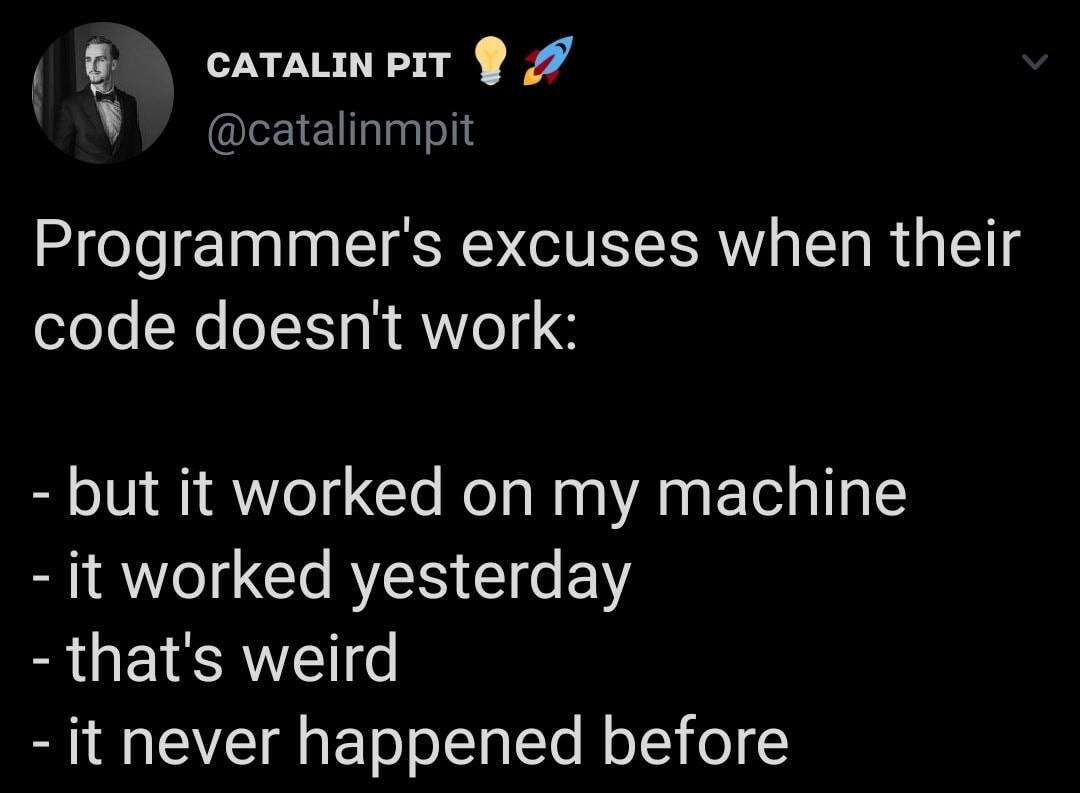 CATALIN PIT 💡🚀
@catalinmpit
Programmer's excuses when their
code doesn't work:
- but it worked on my machine
- it worked yesterday
- that's weird
- it never happened before